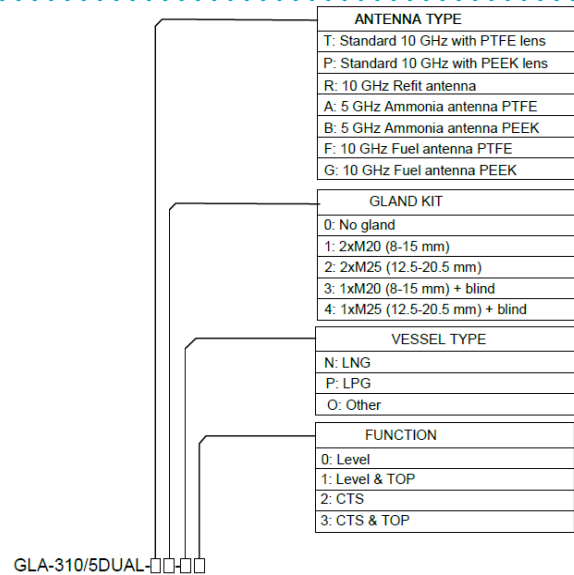 ANTENNA TYPE
T: Standard 10 GHz with PTFE lens
P: Standard 10 GHz with PEEK lens
R: 10 GHz Refit antenna
A: 5 GHz Ammonia antenna PTFE
B: 5 GHz Ammonia antenna PEEK
F: 10 GHz Fuel antenna PTFE
G: 10 GHz Fuel antenna PEEK
GLAND KIT
0: No gland
1: 2xM20 (8-15 mm)
2: 2xM25 (12.5-20.5 mm)
3: 1xM20 (8-15 mm) + blind
4: 1xM25 (12.5-20.5 mm) + blind
VESSEL TYPE
N: LNG
P: LPG
O: Other
FUNCTION
0: Level
1: Level & TOP
2: CTS
3: CTS & TOP
GLA-310/5DUAL-□□-□□